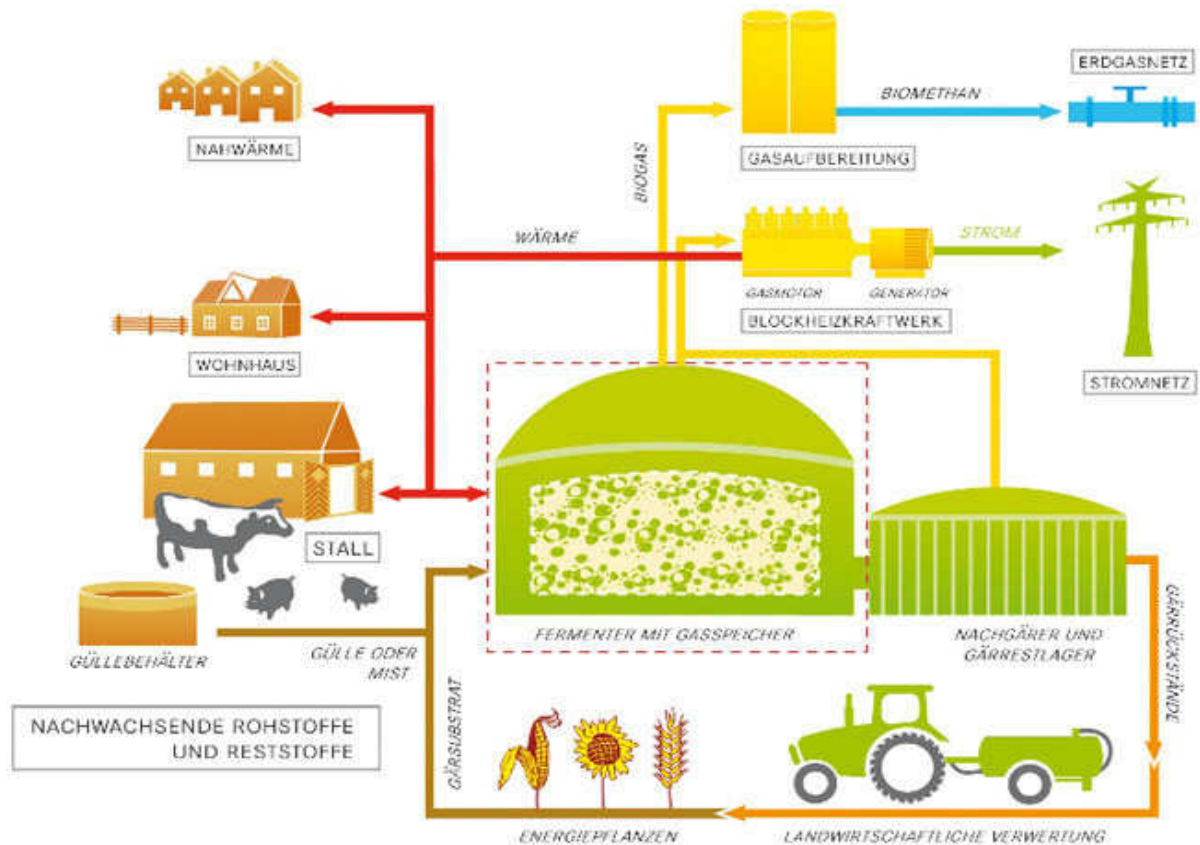 ERDGASNETZ
BIOMETHAN
NAHWÄRME
GASAUFBEREITUNG
BIOGAS
WÄRME
STROM
GASMOTOR
GENERATOR
BLOCKHEIZKRAFTWERK
WOHNHAUS
STROMNETZ
STALL
FERMENTER MIT GASSPEICHER
NACHGÄRER UND
GÄRRESTLAGER
GÄRRÜCKSTÄNDE
GÜLLEBEHÄLTER
GÜLLE ODER
MIST
NACHWACHSENDE ROHSTOFFE
UND RESTSTOFFE
GÄRSUBSTRAT
ENERGIEPFLANZEN
LANDWIRTSCHAFTLICHE VERWERTUNG